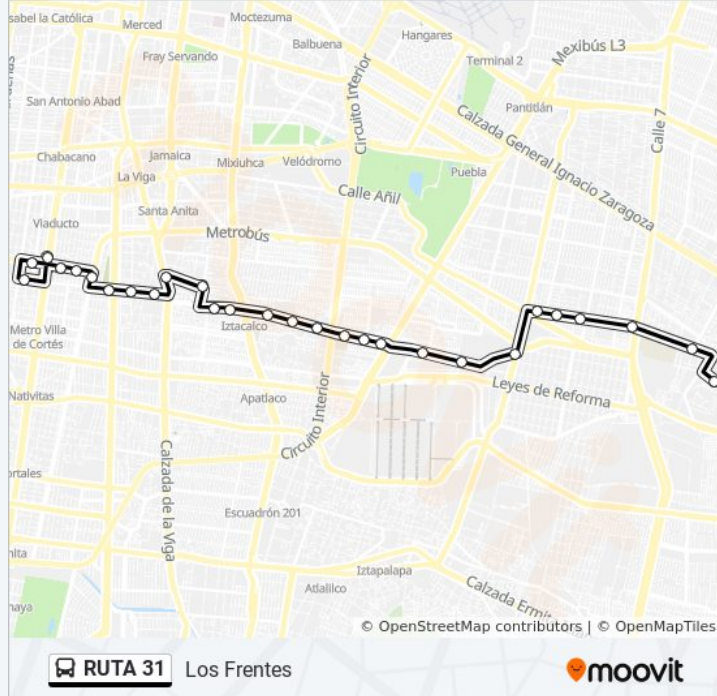 Isabel la Católica
Moctezuma
Merced
Balbuena
Hangares
Mexibús L3
Fray Servando
Terminal 2
San Antonio Abad
Circuito Interior
Pantitlán
Calzada General Ignacio Zaragoza
Calle 7
Chabacano
Jamaica
Mixiuhca
Velódromo
Puebla
La Viga
Calle Añil
Santa Anita
Viaducto
Metrobús
Iztacalco
Metro Villa
de Cortés
Nativitas
Apatlaco
Leyes de Reforma
Circuito Interior
Calzada de la Viga
Escuadrón 201
Iztapalapa
Atlalilco
Calzada Ermit
© OpenStreetMap contributors | © OpenMapTiles
RUTA 31 Los Frentes
moovit